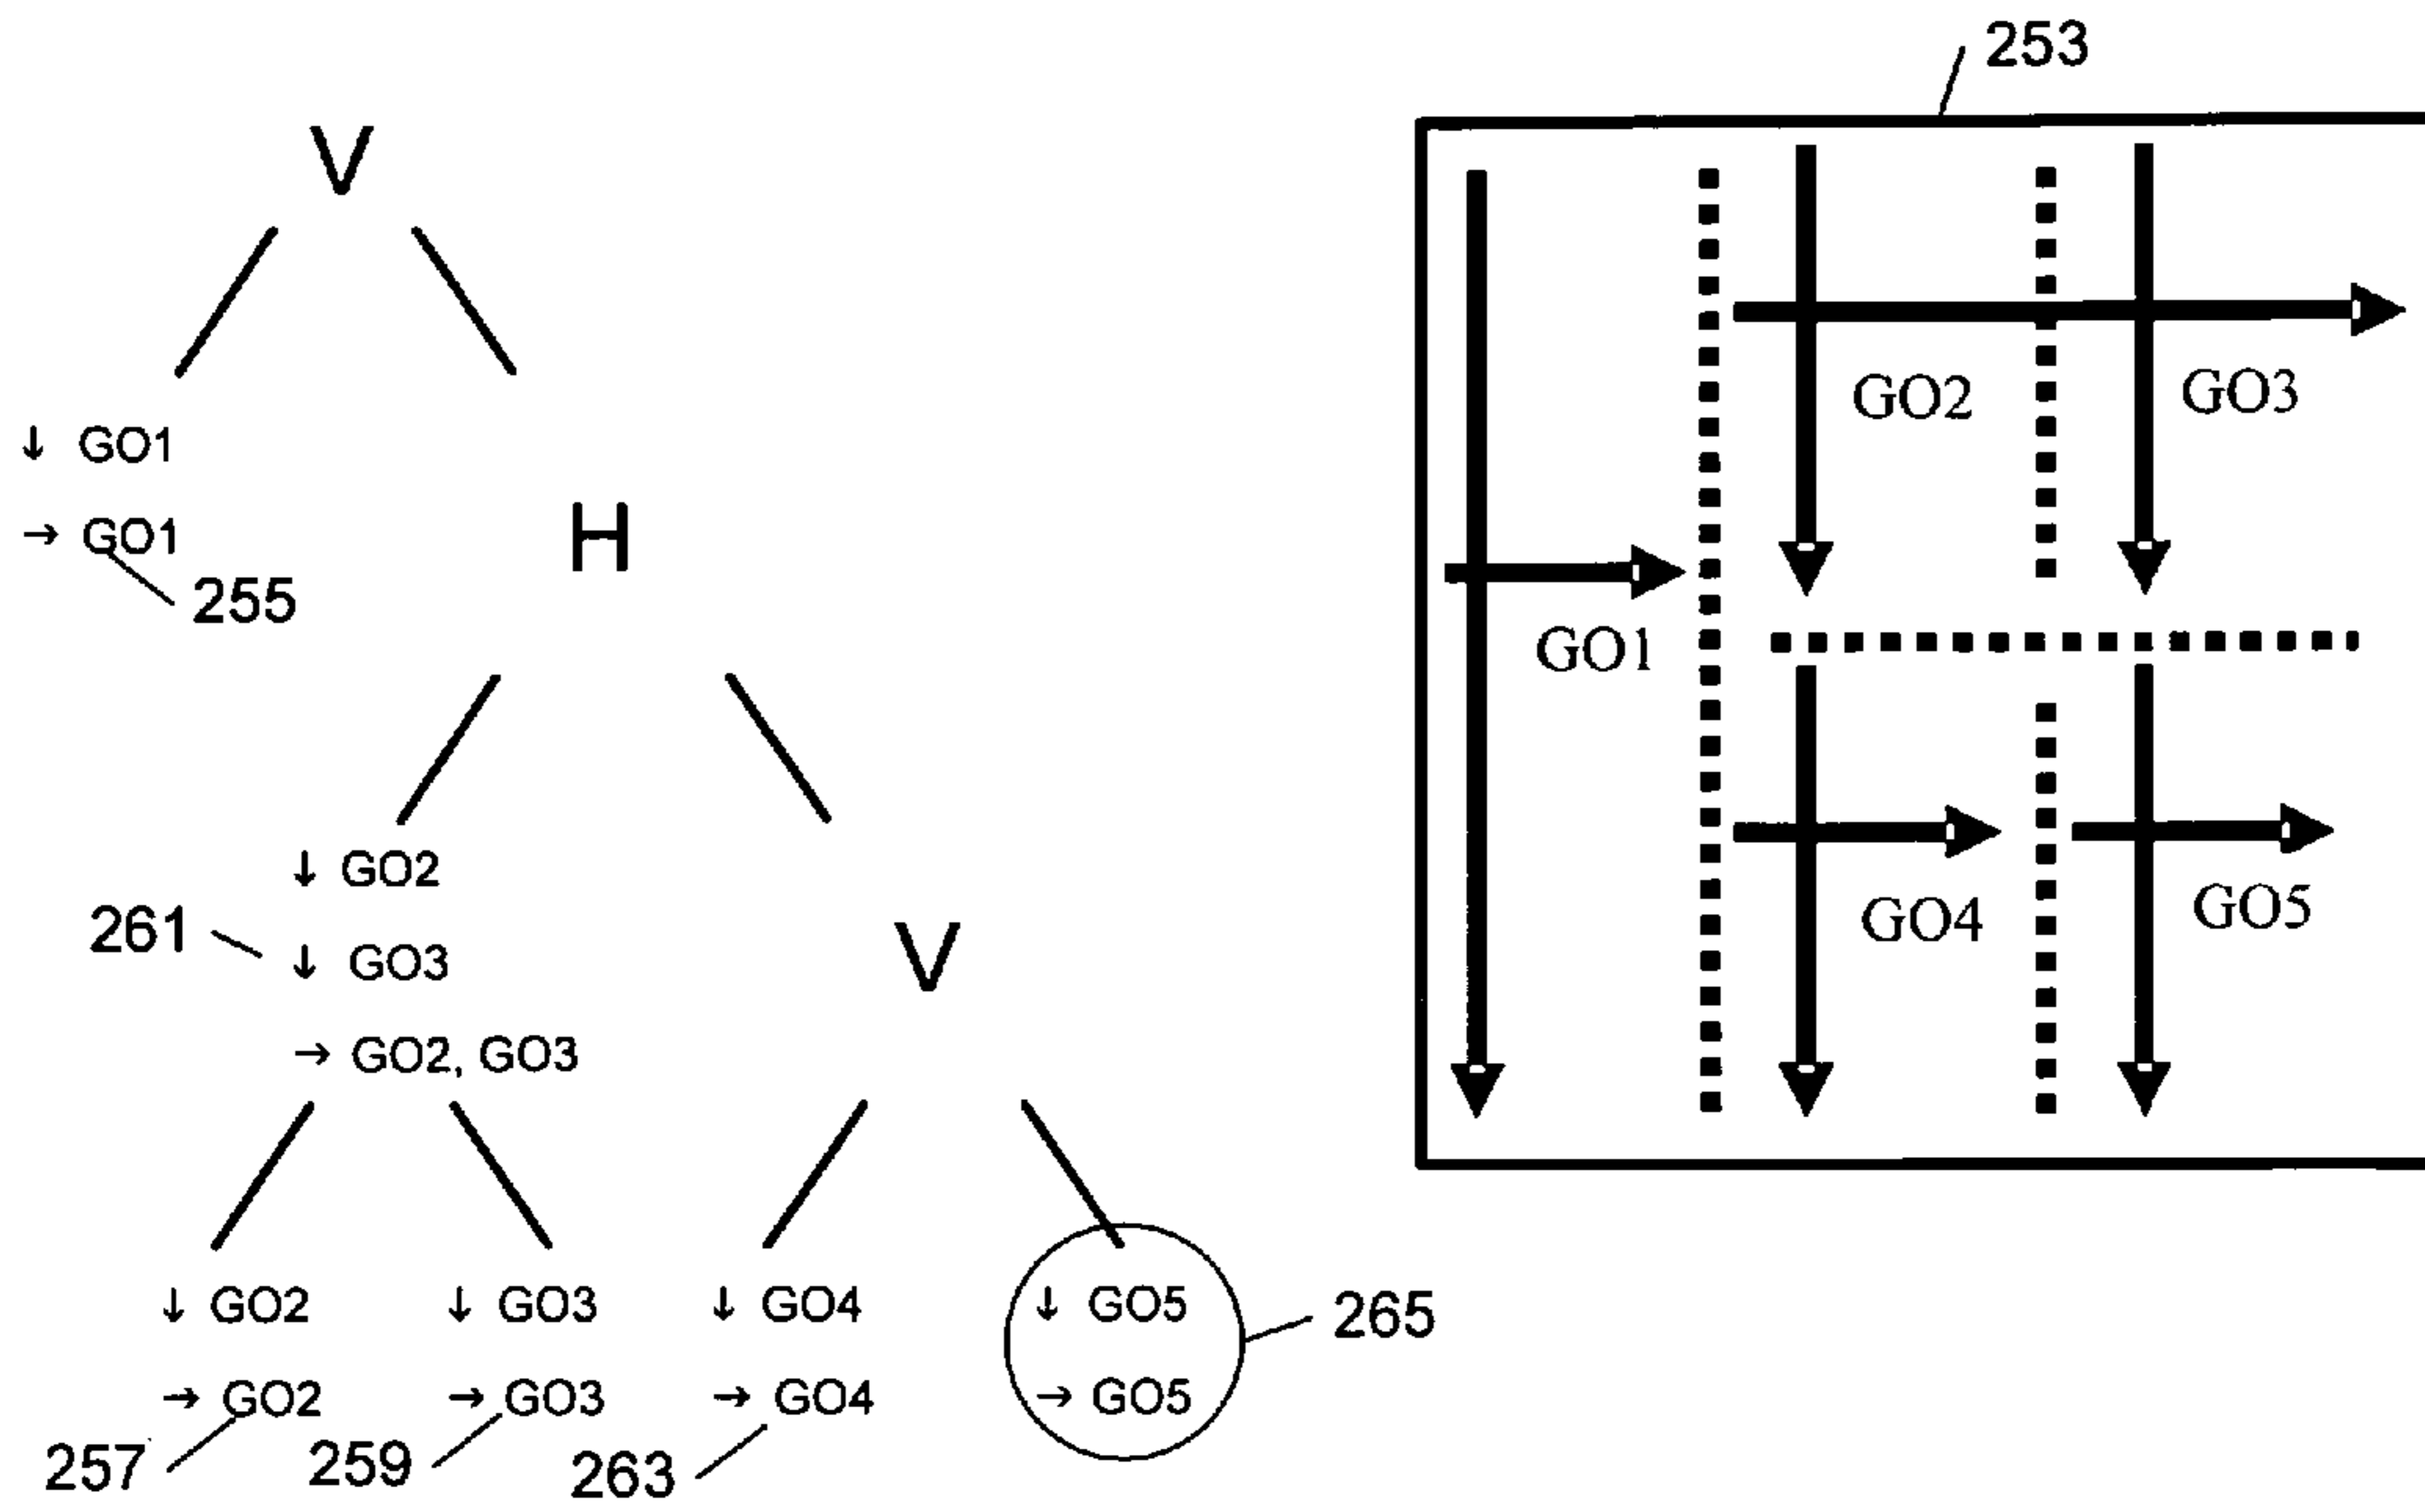 253
V
↓ GO1
→ GO1
255
H
↓ GO2
261
↓ GO3
→ GO2, GO3
V
↓ GO2
↓ GO3
↓ GO4
↓ GO5
265
→ GO2
→ GO3
→ GO4
→ GO5
257
259
263
GO2
GO3
GO1
GO4
GO5